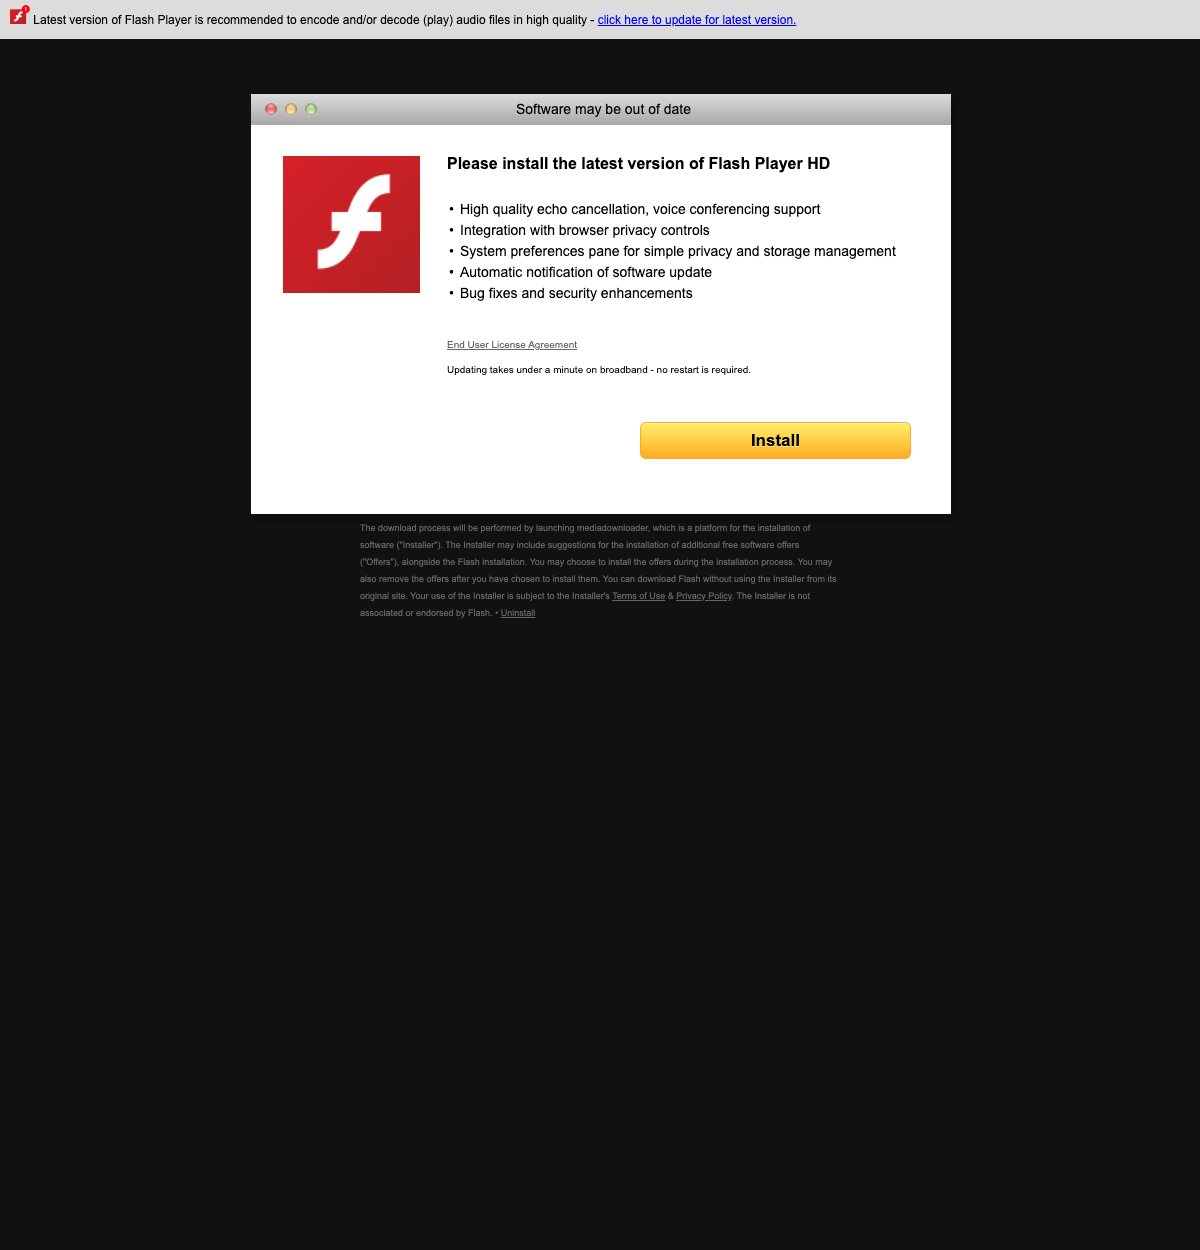 Latest version of Flash Player is recommended to encode and/or decode (play) audio files in high quality - click here to update for latest version.
Software may be out of date
Please install the latest version of Flash Player HD
• High quality echo cancellation, voice conferencing support
• Integration with browser privacy controls
• System preferences pane for simple privacy and storage management
• Automatic notification of software update
• Bug fixes and security enhancements
End User License Agreement
Updating takes under a minute on broadband - no restart is required.
Install
The download process will be performed by launching mediadownloader, which is a platform for the installation of
software ("Installer"). The Installer may include suggestions for the installation of additional free software offers
("Offers"), alongside the Flash installation. You may choose to install the offers during the installation process. You may
also remove the offers after you have chosen to install them. You can download Flash without using the Installer from its
original site. Your use of the Installer is subject to the Installer's Terms of Use & Privacy Policy. The Installer is not
associated or endorsed by Flash. • Uninstall